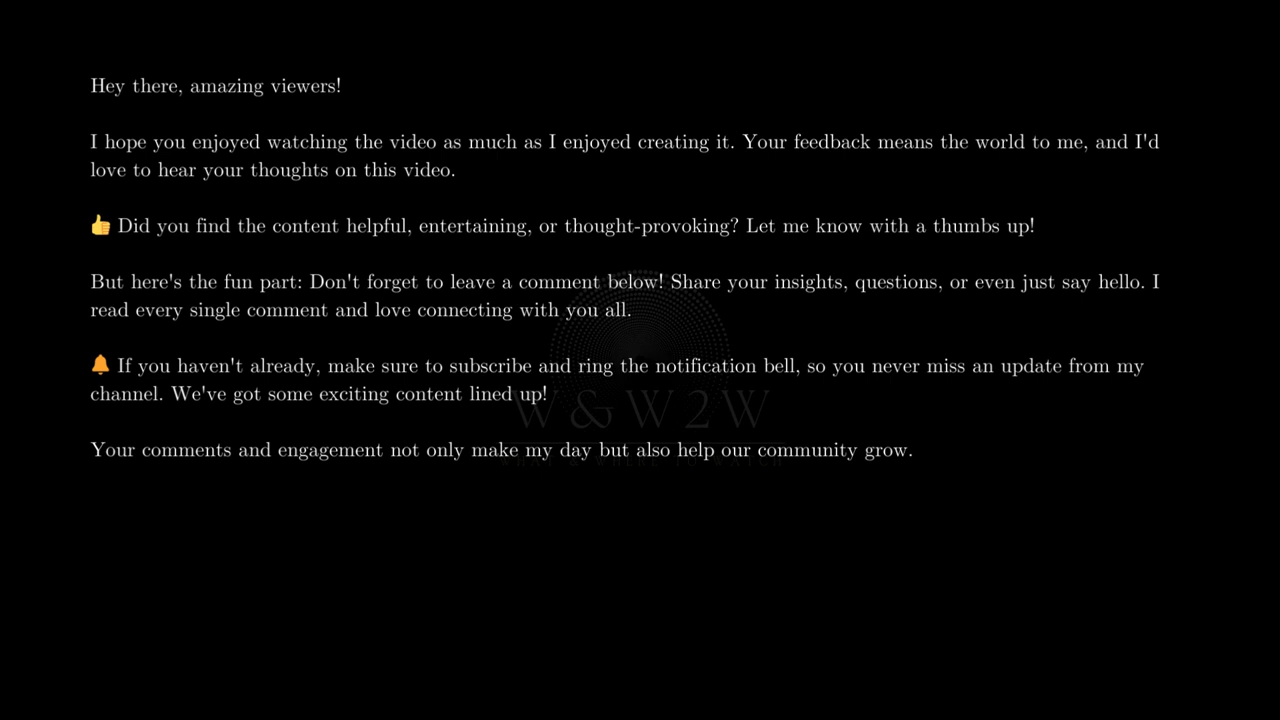 Hey there, amazing viewers!
I hope you enjoyed watching the video as much as I enjoyed creating it. Your feedback means the world to me, and I'd
love to hear your thoughts on this video.
👍 Did you find the content helpful, entertaining, or thought-provoking? Let me know with a thumbs up!
But here's the fun part: Don't forget to leave a comment below! Share your insights, questions, or even just say hello. I
read every single comment and love connecting with you all.
🔔 If you haven't already, make sure to subscribe and ring the notification bell, so you never miss an update from my
channel. We've got some exciting content lined up!
W&W2W
Your comments and engagement not only make my day but also help our community grow.
WHAT & WHERE TO WATCH